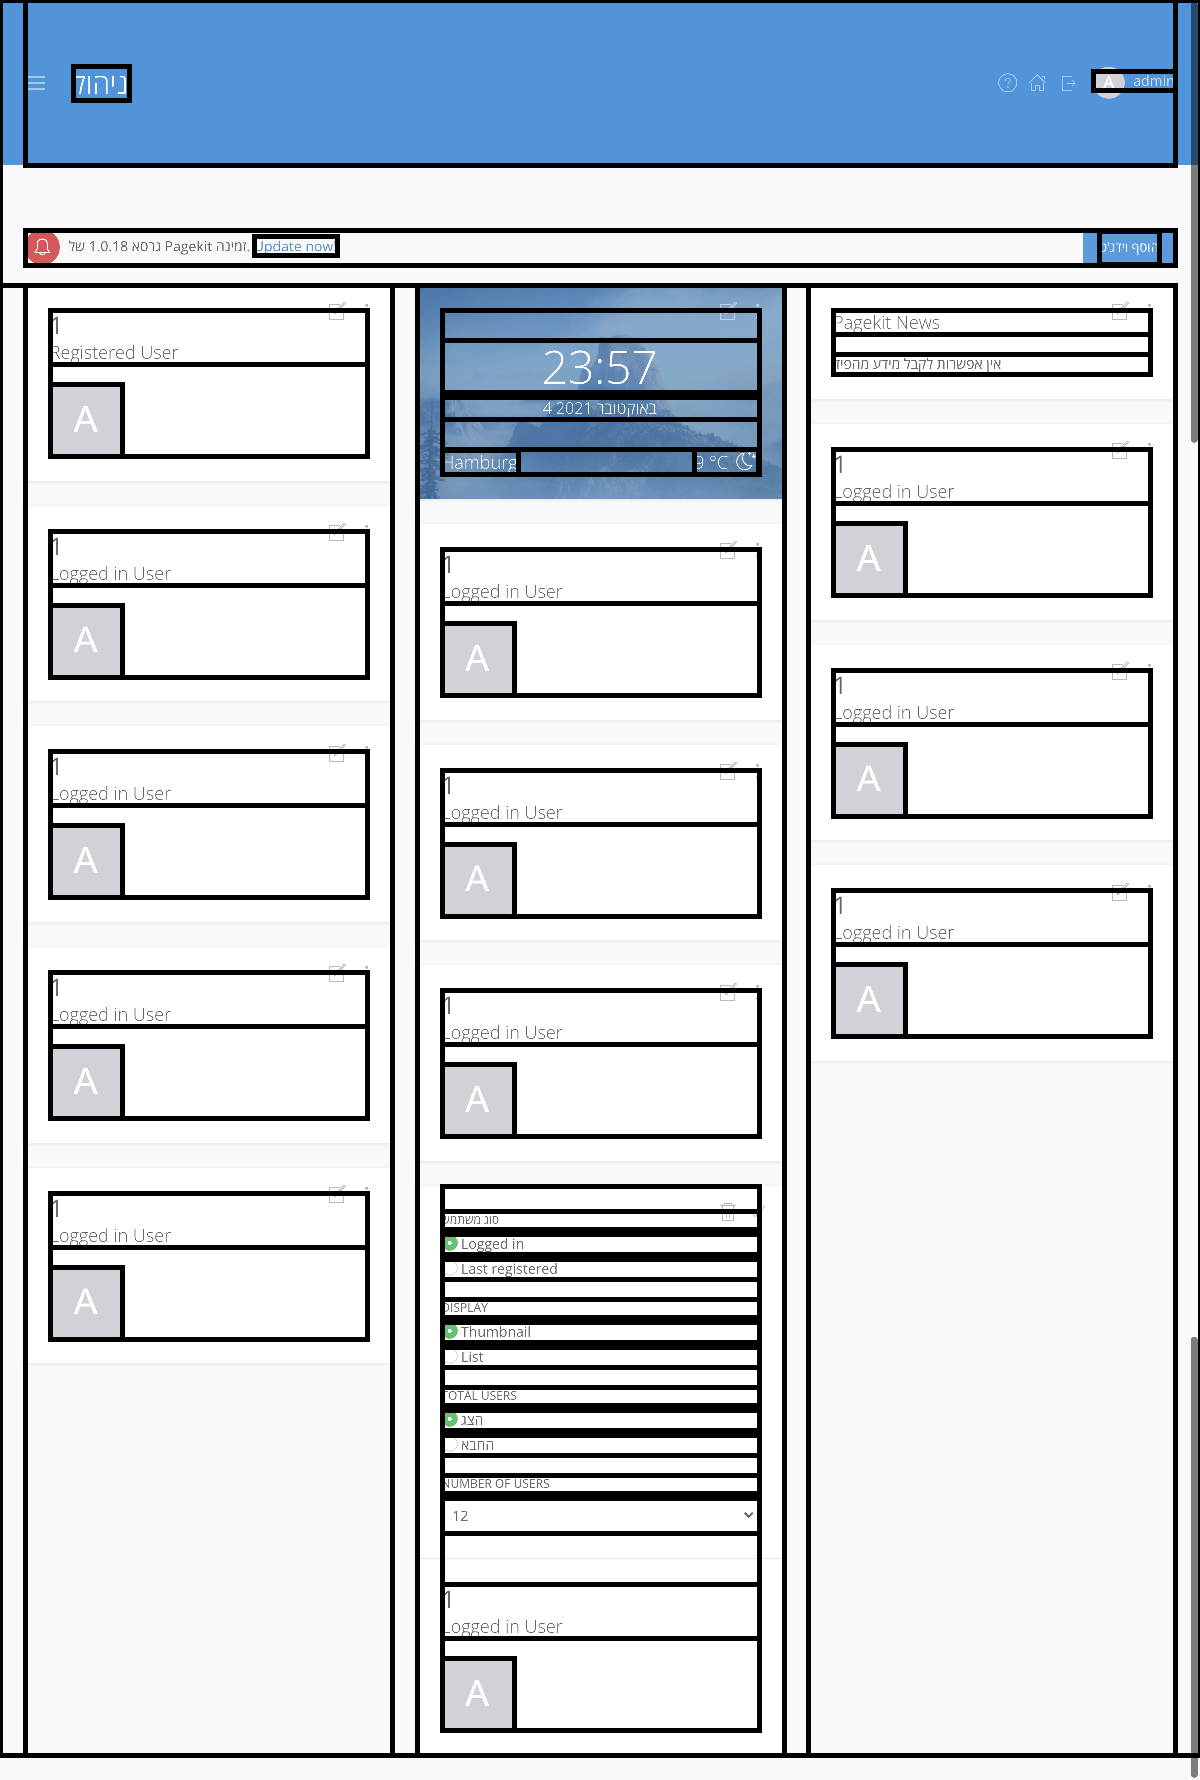 ניהול
A admin
גרסא 1.0.18 של Pagekit זמינה. Update now!
הוסף וידג'ט
1
Registered User
A
1
Logged in User
A
1
Logged in User
A
1
Logged in User
A
1
Logged in User
A
23:57
4 באוקטובר 2021
Hamburg
9 °C
1
Logged in User
A
1
Logged in User
A
1
Logged in User
A
סוג משתמש
Logged in
Last registered
DISPLAY
Thumbnail
List
TOTAL USERS
הצג
החבא
NUMBER OF USERS
12
1
Logged in User
A
Pagekit News
אין אפשרות לקבל מידע מהפיד
1
Logged in User
A
1
Logged in User
A
1
Logged in User
A